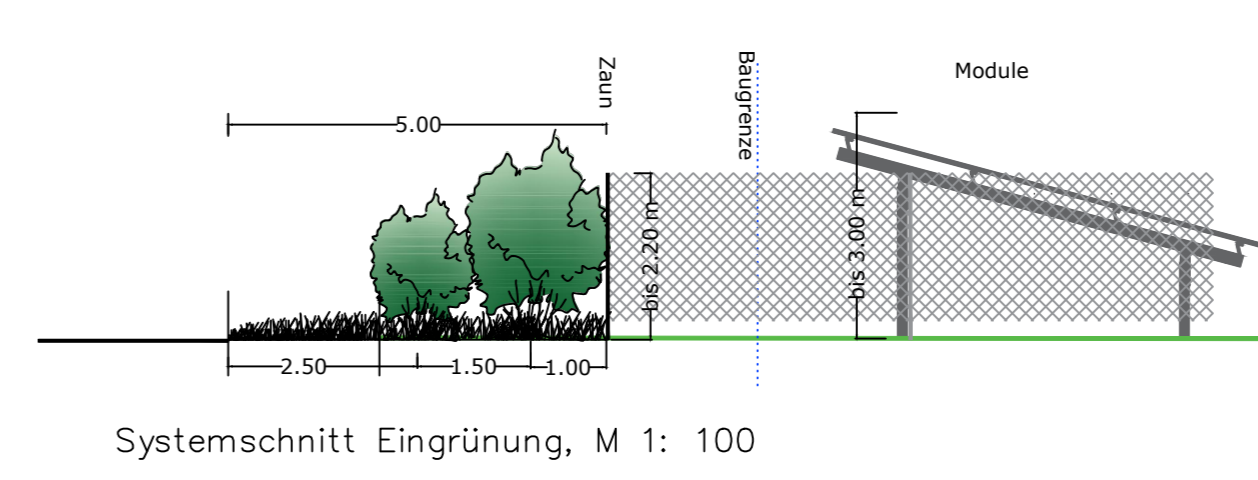 Zaun
Baugrenze
Module
5.00
bis 2.20 m
bis 3.00 m
2.50
1.50
1.00
Systemschnitt Eingrünung, M 1: 100